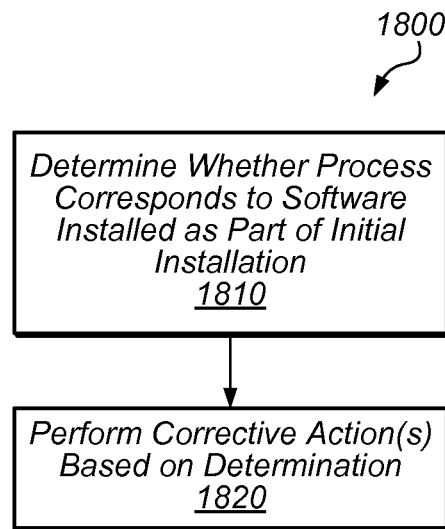 1800
Determine Whether Process
Corresponds to Software
Installed as Part of Initial
Installation
1810
Perform Corrective Action(s)
Based on Determination
1820